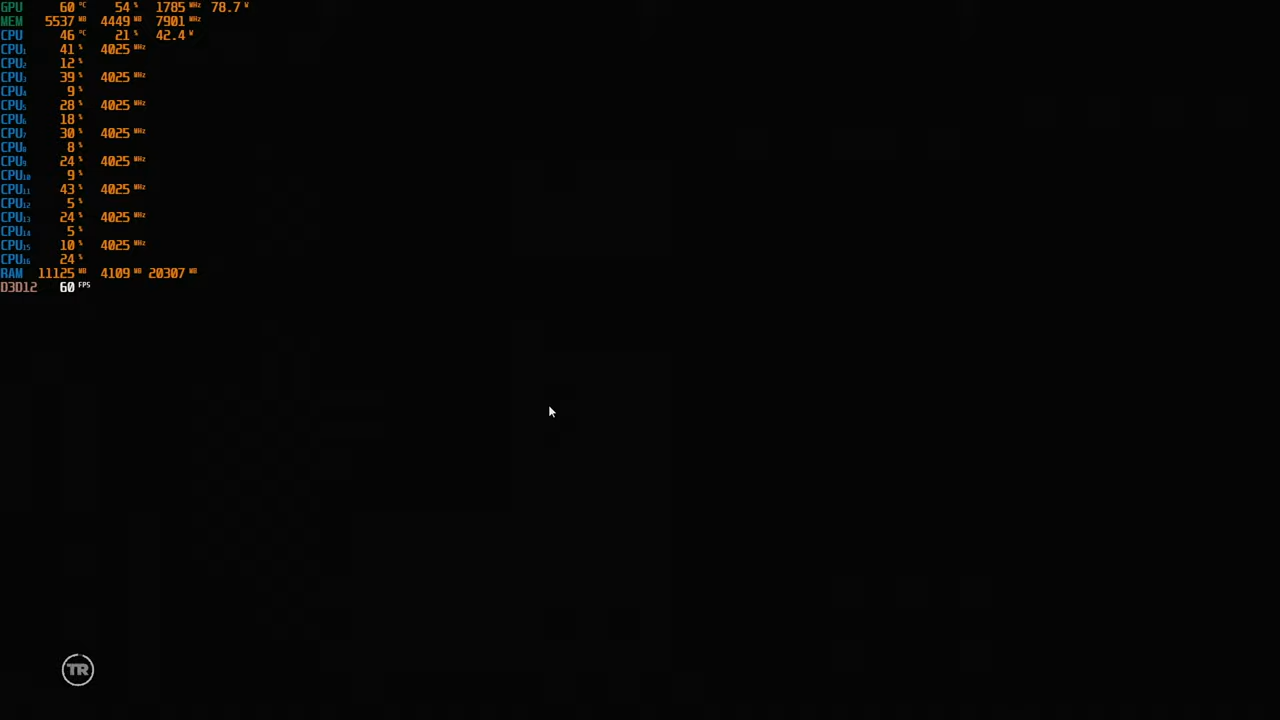 GPU 60 °C 54 % 1785 MHz 78.7 W
MEM 5537 MB 4449 MB 7901 MHz
CPU 46 °C 21 % 42.4 W
CPU1 41 % 4025 MHz
CPU2 12 %
CPU3 39 % 4025 MHz
CPU4 9 %
CPU5 28 % 4025 MHz
CPU6 18 %
CPU7 30 % 4025 MHz
CPU8 8 %
CPU9 24 % 4025 MHz
CPU10 9 %
CPU11 43 % 4025 MHz
CPU12 5 %
CPU13 24 % 4025 MHz
CPU14 5 %
CPU15 10 % 4025 MHz
CPU16 24 %
RAM 11125 MB 4109 MB 20307 MB
D3D12 60 FPS
TR